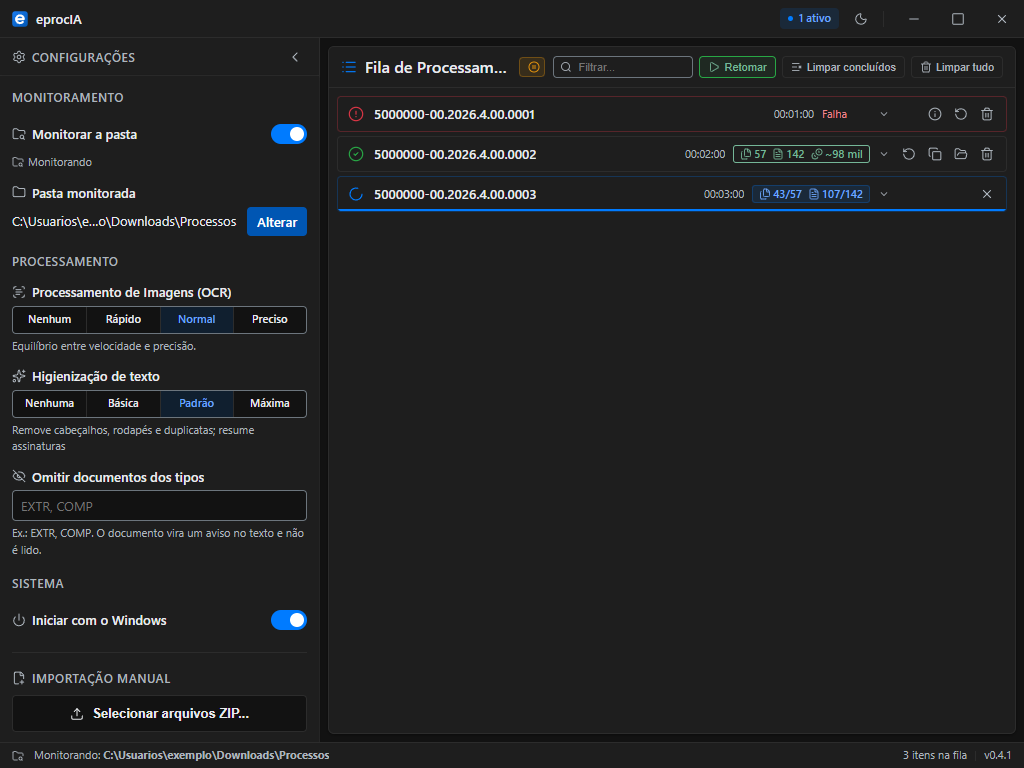 eprocIA
1 ativo
CONFIGURAÇÕES
MONITORAMENTO
Monitorar a pasta
Monitorando
Pasta monitorada
C:\Usuarios\e...o\Downloads\Processos
Alterar
PROCESSAMENTO
Processamento de Imagens (OCR)
Nenhum Rápido Normal Preciso
Equilíbrio entre velocidade e precisão.
Higienização de texto
Nenhuma Básica Padrão Máxima
Remove cabeçalhos, rodapés e duplicatas; resume
assinaturas
Omitir documentos dos tipos
EXTR, COMP
Ex.: EXTR, COMP. O documento vira um aviso no texto e não
é lido.
SISTEMA
Iniciar com o Windows
IMPORTAÇÃO MANUAL
Selecionar arquivos ZIP...
Fila de Processam... Filtrar... Retomar Limpar concluídos Limpar tudo
5000000-00.2026.4.00.0001 00:01:00 Falha
5000000-00.2026.4.00.0002 00:02:00 57 142 ~98 mil
5000000-00.2026.4.00.0003 00:03:00 43/57 107/142
Monitorando: C:\Usuarios\exemplo\Downloads\Processos
3 itens na fila v0.4.1